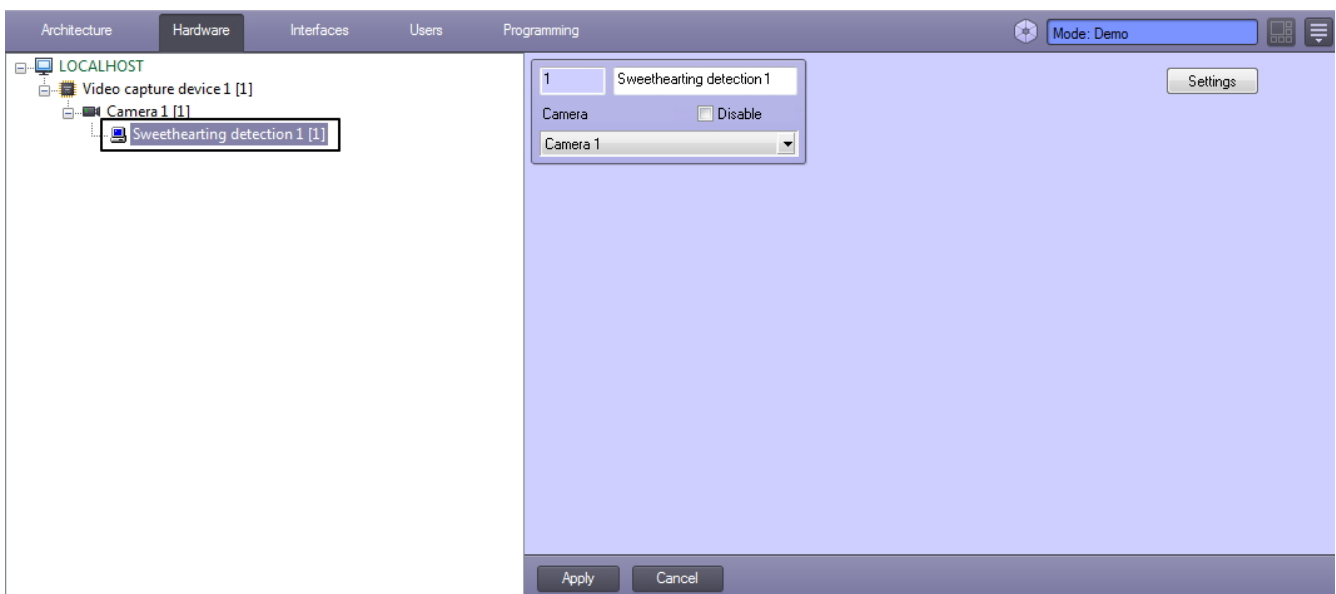 Architecture Hardware Interfaces Users Programming Mode: Demo
LOCALHOST
Video capture device 1 [1]
Camera 1 [1]
Sweethearting detection 1 [1]
1 Sweethearting detection 1 Settings
Camera Disable
Camera 1
Apply Cancel